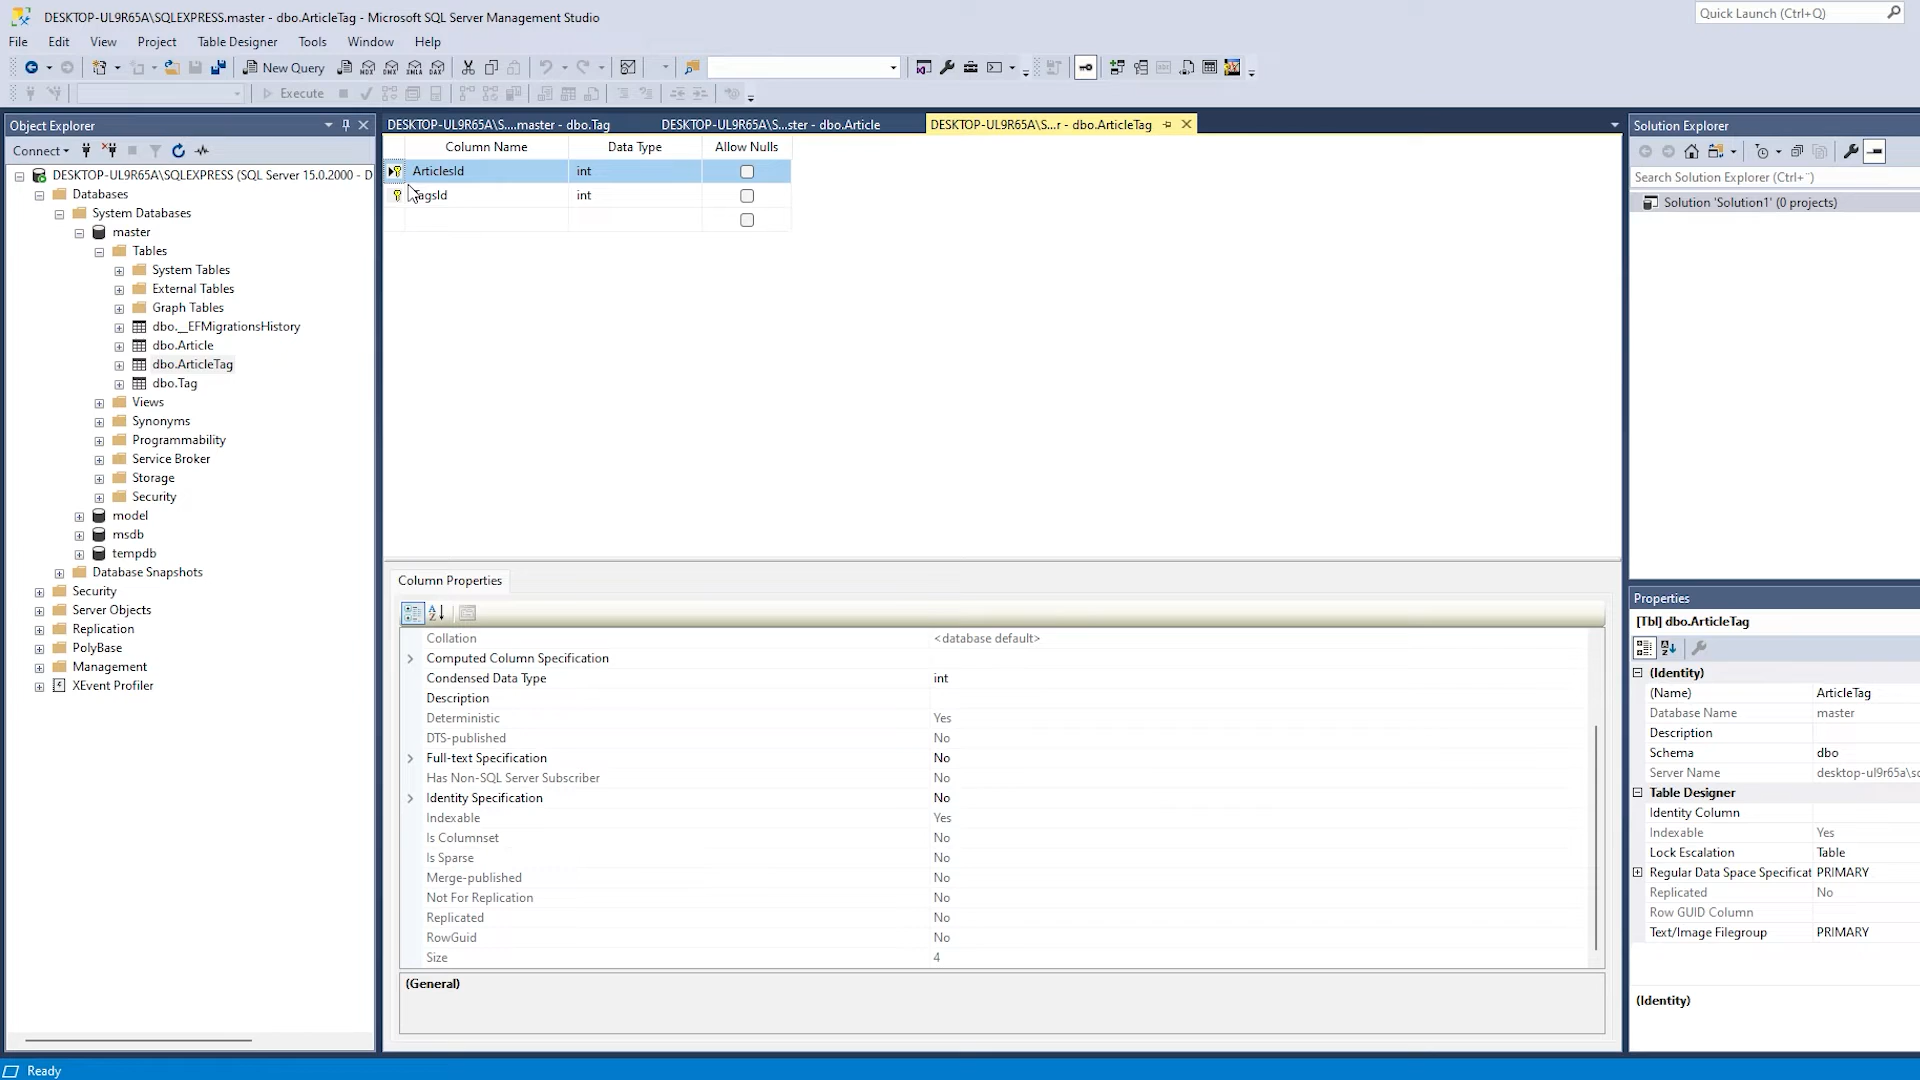 DESKTOP-UL9R65A\SQLEXPRESS.master - dbo.ArticleTag - Microsoft SQL Server Management Studio
Quick Launch (Ctrl+Q)
File Edit View Project Table Designer Tools Window Help
New Query
Execute
Object Explorer
Connect
DESKTOP-UL9R65A\SQLEXPRESS (SQL Server 15.0.2000 - D
Databases
System Databases
master
Tables
System Tables
External Tables
Graph Tables
dbo.__EFMigrationsHistory
dbo.Article
dbo.ArticleTag
dbo.Tag
Views
Synonyms
Programmability
Service Broker
Storage
Security
model
msdb
tempdb
Database Snapshots
Security
Server Objects
Replication
PolyBase
Management
XEvent Profiler
DESKTOP-UL9R65A\S....master - dbo.Tag
DESKTOP-UL9R65A\S...ster - dbo.Article
DESKTOP-UL9R65A\S...r - dbo.ArticleTag
Column Name Data Type Allow Nulls
ArticlesId int
agsId int
Column Properties
Collation <database default>
Computed Column Specification
Condensed Data Type int
Description
Deterministic Yes
DTS-published No
Full-text Specification No
Has Non-SQL Server Subscriber No
Identity Specification No
Indexable Yes
Is Columnset No
Is Sparse No
Merge-published No
Not For Replication No
Replicated No
RowGuid No
Size 4
(General)
Solution Explorer
Search Solution Explorer (Ctrl+¨)
Solution 'Solution1' (0 projects)
Properties
[Tbl] dbo.ArticleTag
(Identity)
(Name) ArticleTag
Database Name master
Description
Schema dbo
Server Name desktop-ul9r65a\sq
Table Designer
Identity Column
Indexable Yes
Lock Escalation Table
Regular Data Space Specificat PRIMARY
Replicated No
Row GUID Column
Text/Image Filegroup PRIMARY
(Identity)
Ready